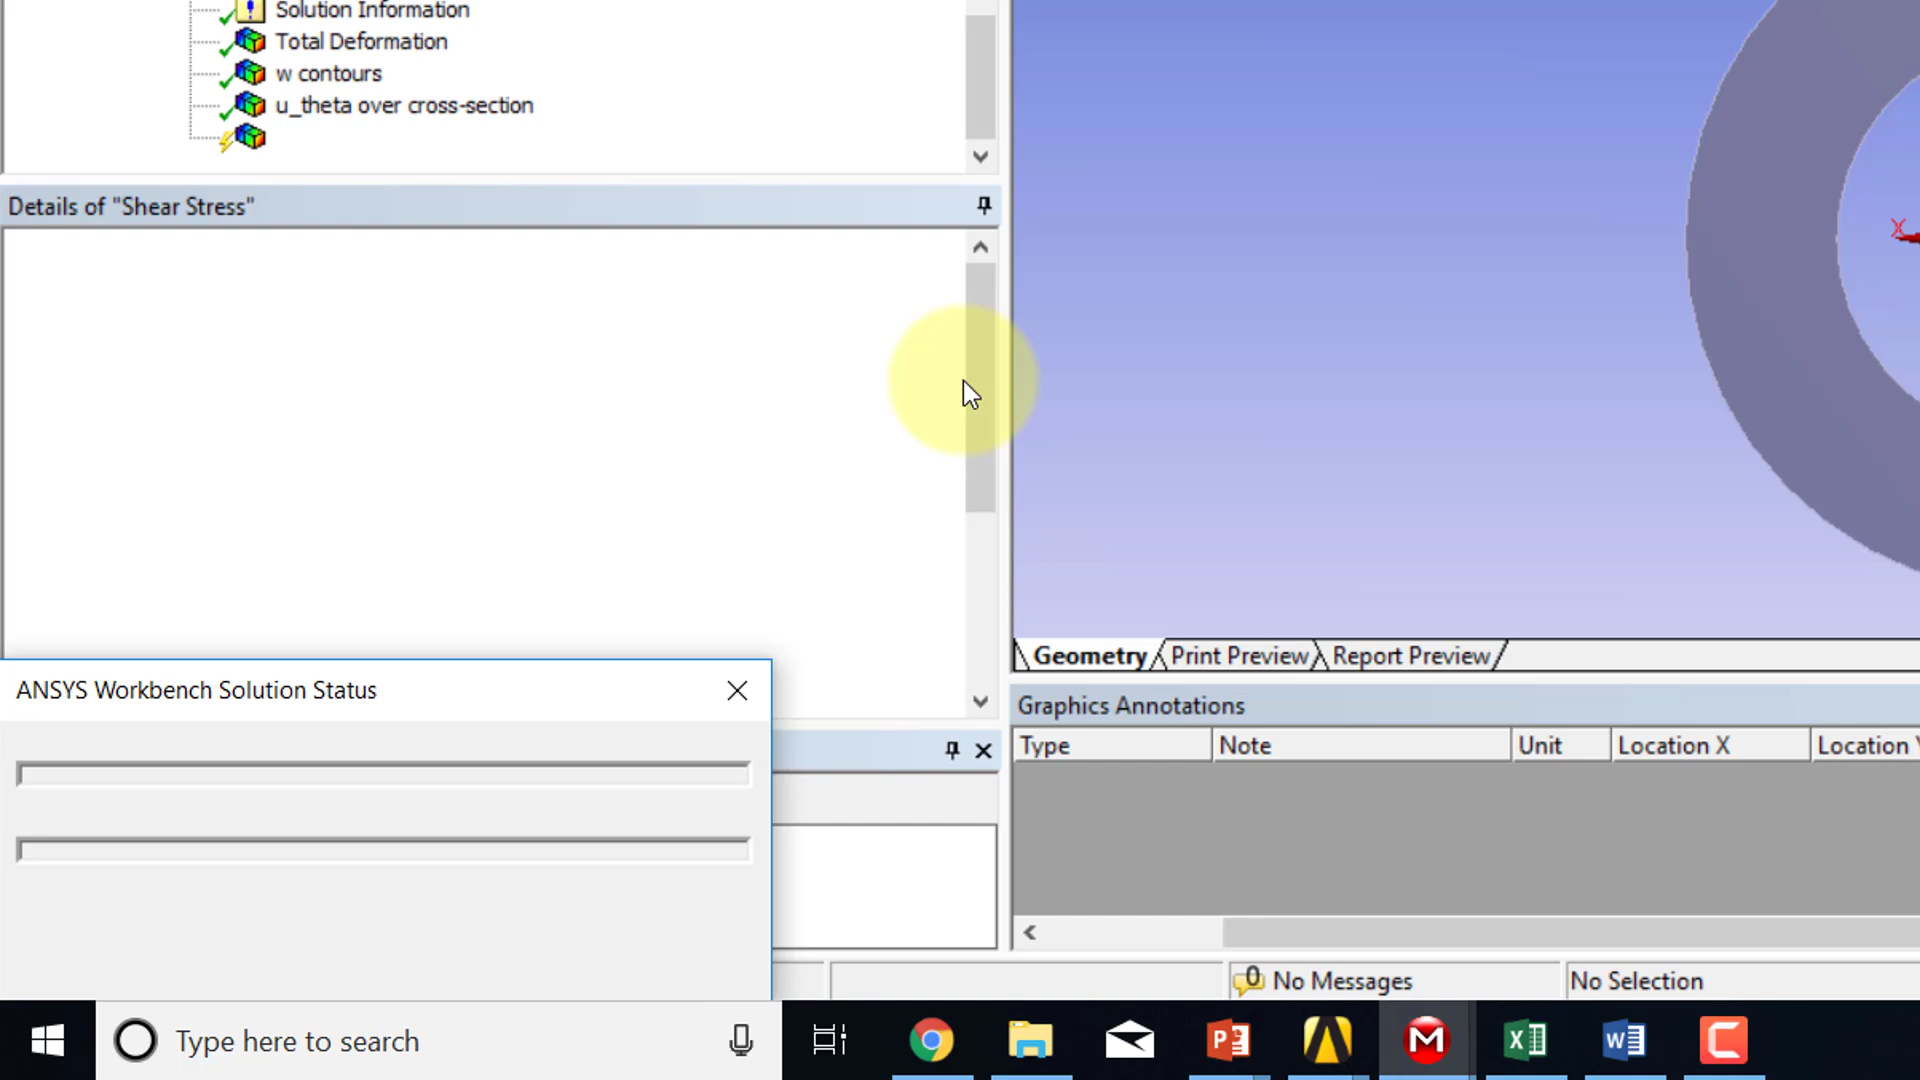 Solution Information
Total Deformation
w contours
u_theta over cross-section
Details of "Shear Stress"
X
Geometry
Print Preview
Report Preview
ANSYS Workbench Solution Status
Graphics Annotations
Type
Note
Unit
Location X
Location
0
No Messages
No Selection
Type here to search